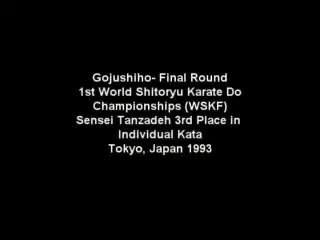 Gojushiho- Final Round
1st World Shitoryu Karate Do
Championships (WSKF)
Sensei Tanzadeh 3rd Place in
Individual Kata
Tokyo, Japan 1993